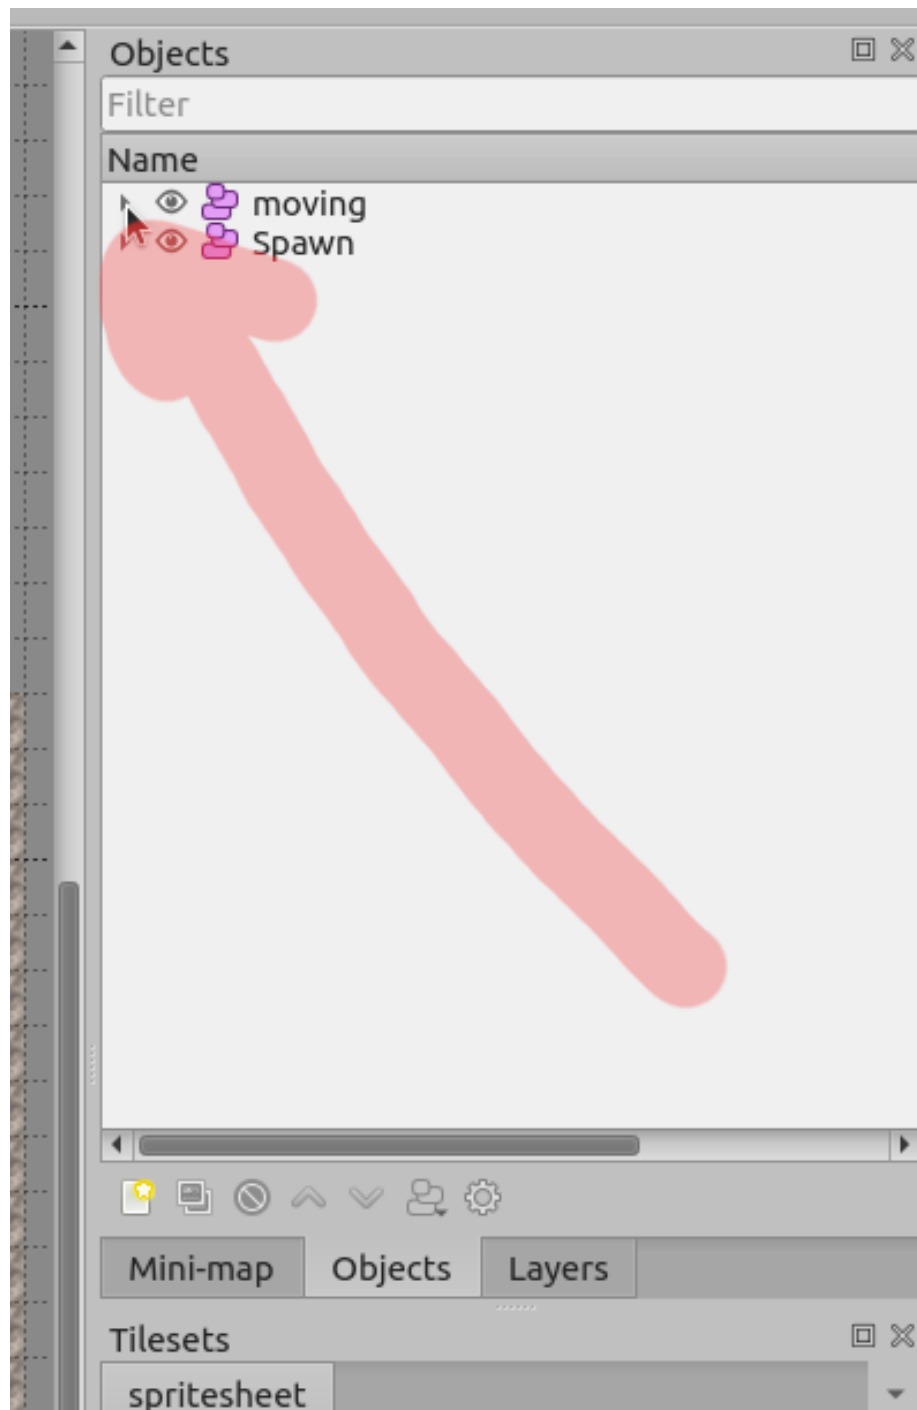 Objects
Filter
Name
moving
Spawn
Mini-map Objects Layers
Tilesets
spritesheet